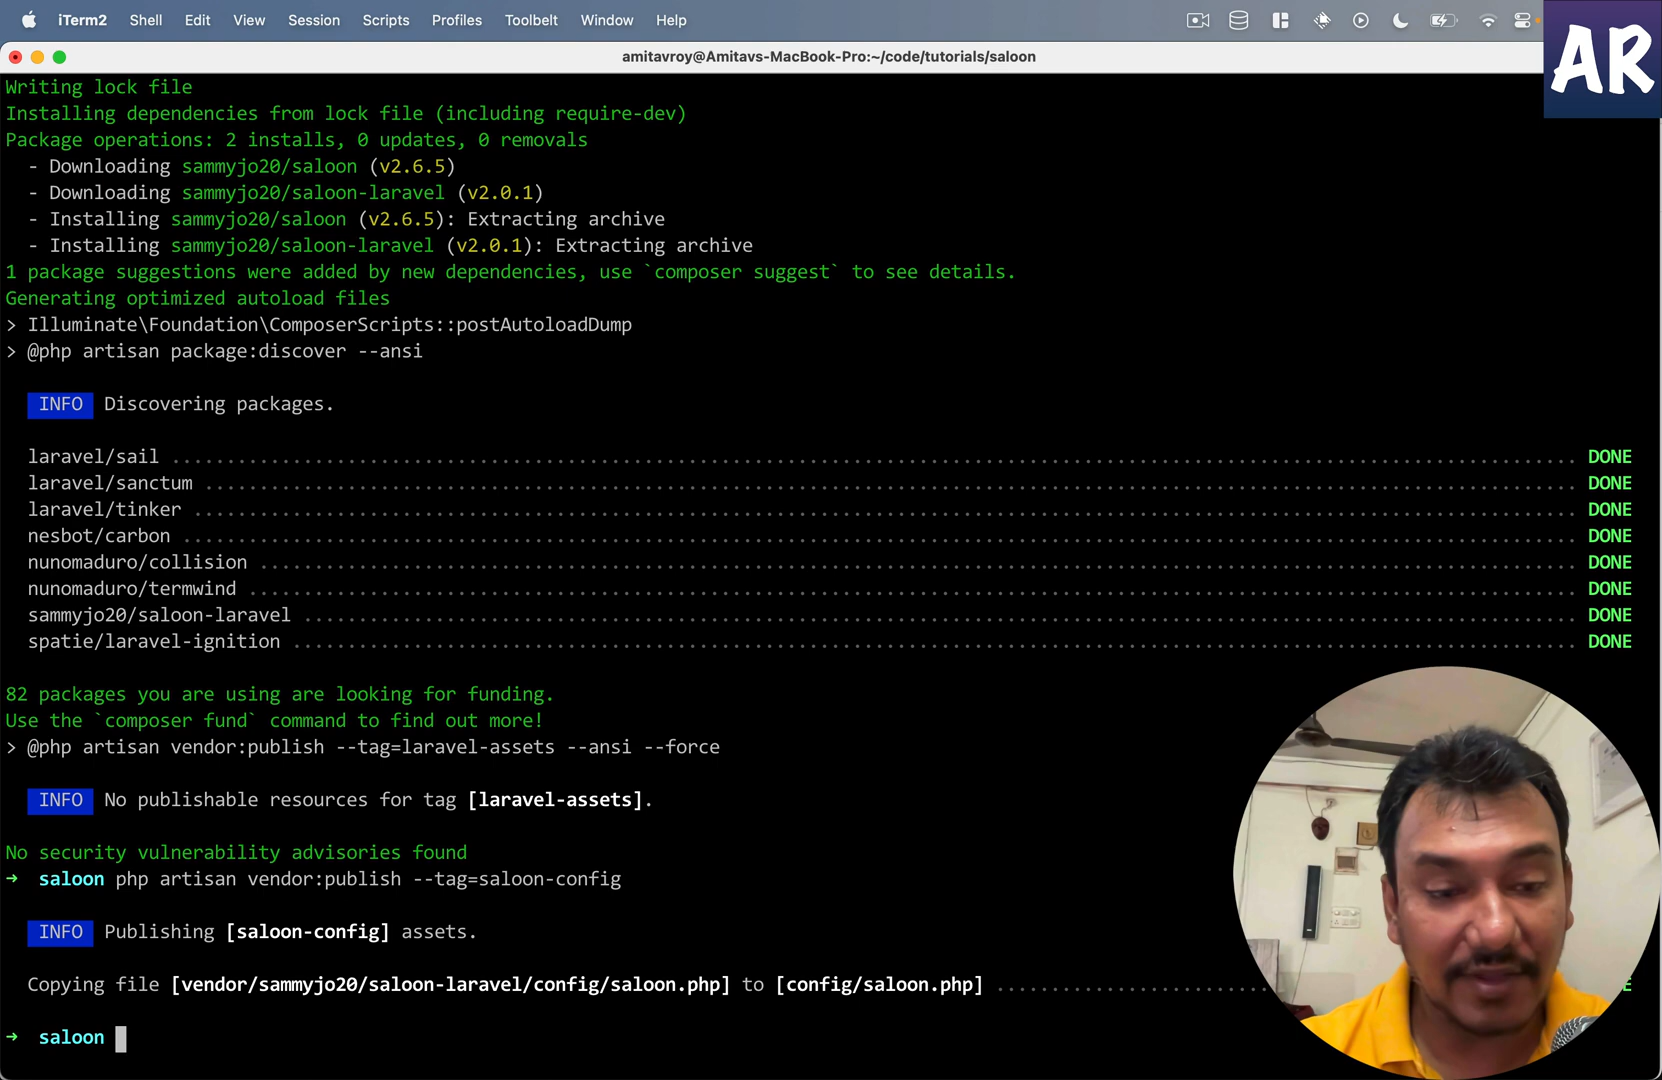 iTerm2 Shell Edit View Session Scripts Profiles Toolbelt Window Help
AR
amitavroy@Amitavs-MacBook-Pro:~/code/tutorials/saloon
Writing lock file
Installing dependencies from lock file (including require-dev)
Package operations: 2 installs, 0 updates, 0 removals
- Downloading sammyjo20/saloon (v2.6.5)
- Downloading sammyjo20/saloon-laravel (v2.0.1)
- Installing sammyjo20/saloon (v2.6.5): Extracting archive
- Installing sammyjo20/saloon-laravel (v2.0.1): Extracting archive
1 package suggestions were added by new dependencies, use `composer suggest` to see details.
Generating optimized autoload files
> Illuminate\Foundation\ComposerScripts::postAutoloadDump
> @php artisan package:discover --ansi
INFO Discovering packages.
laravel/sail ................................................ DONE
laravel/sanctum ................................................ DONE
laravel/tinker ................................................ DONE
nesbot/carbon ................................................ DONE
nunomaduro/collision ................................................ DONE
nunomaduro/termwind ................................................ DONE
sammyjo20/saloon-laravel ................................................ DONE
spatie/laravel-ignition ................................................ DONE
82 packages you are using are looking for funding.
Use the `composer fund` command to find out more!
> @php artisan vendor:publish --tag=laravel-assets --ansi --force
INFO No publishable resources for tag [laravel-assets].
No security vulnerability advisories found
→ saloon php artisan vendor:publish --tag=saloon-config
INFO Publishing [saloon-config] assets.
Copying file [vendor/sammyjo20/saloon-laravel/config/saloon.php] to [config/saloon.php] ........................
→ saloon